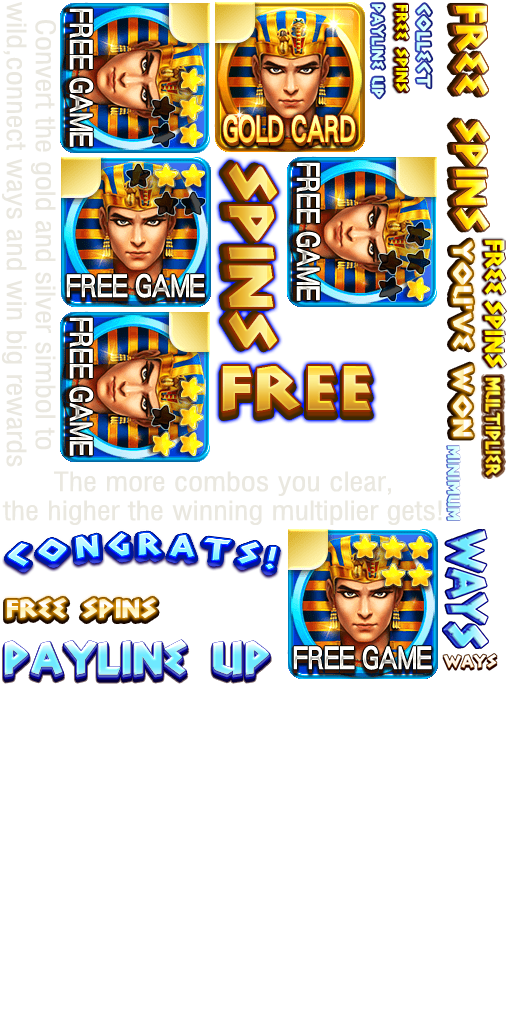 Convert the gold and silver simbol to
wild,connect ways and win big rewards
FREE GAME
GOLD CARD
COLLECT
FREE SPINS
PAYLINE UP
FREE SPINS
FREE GAME
SPINS
FREE GAME
FREE SPINS MULTIPLIER
YOU'VE WON
FREE GAME
FREE
MINIMUM
The more combos you clear,
the higher the winning multiplier gets!
CONGRATS!
FREE GAME
WAYS
FREE SPINS
PAYLINE UP
WAYS